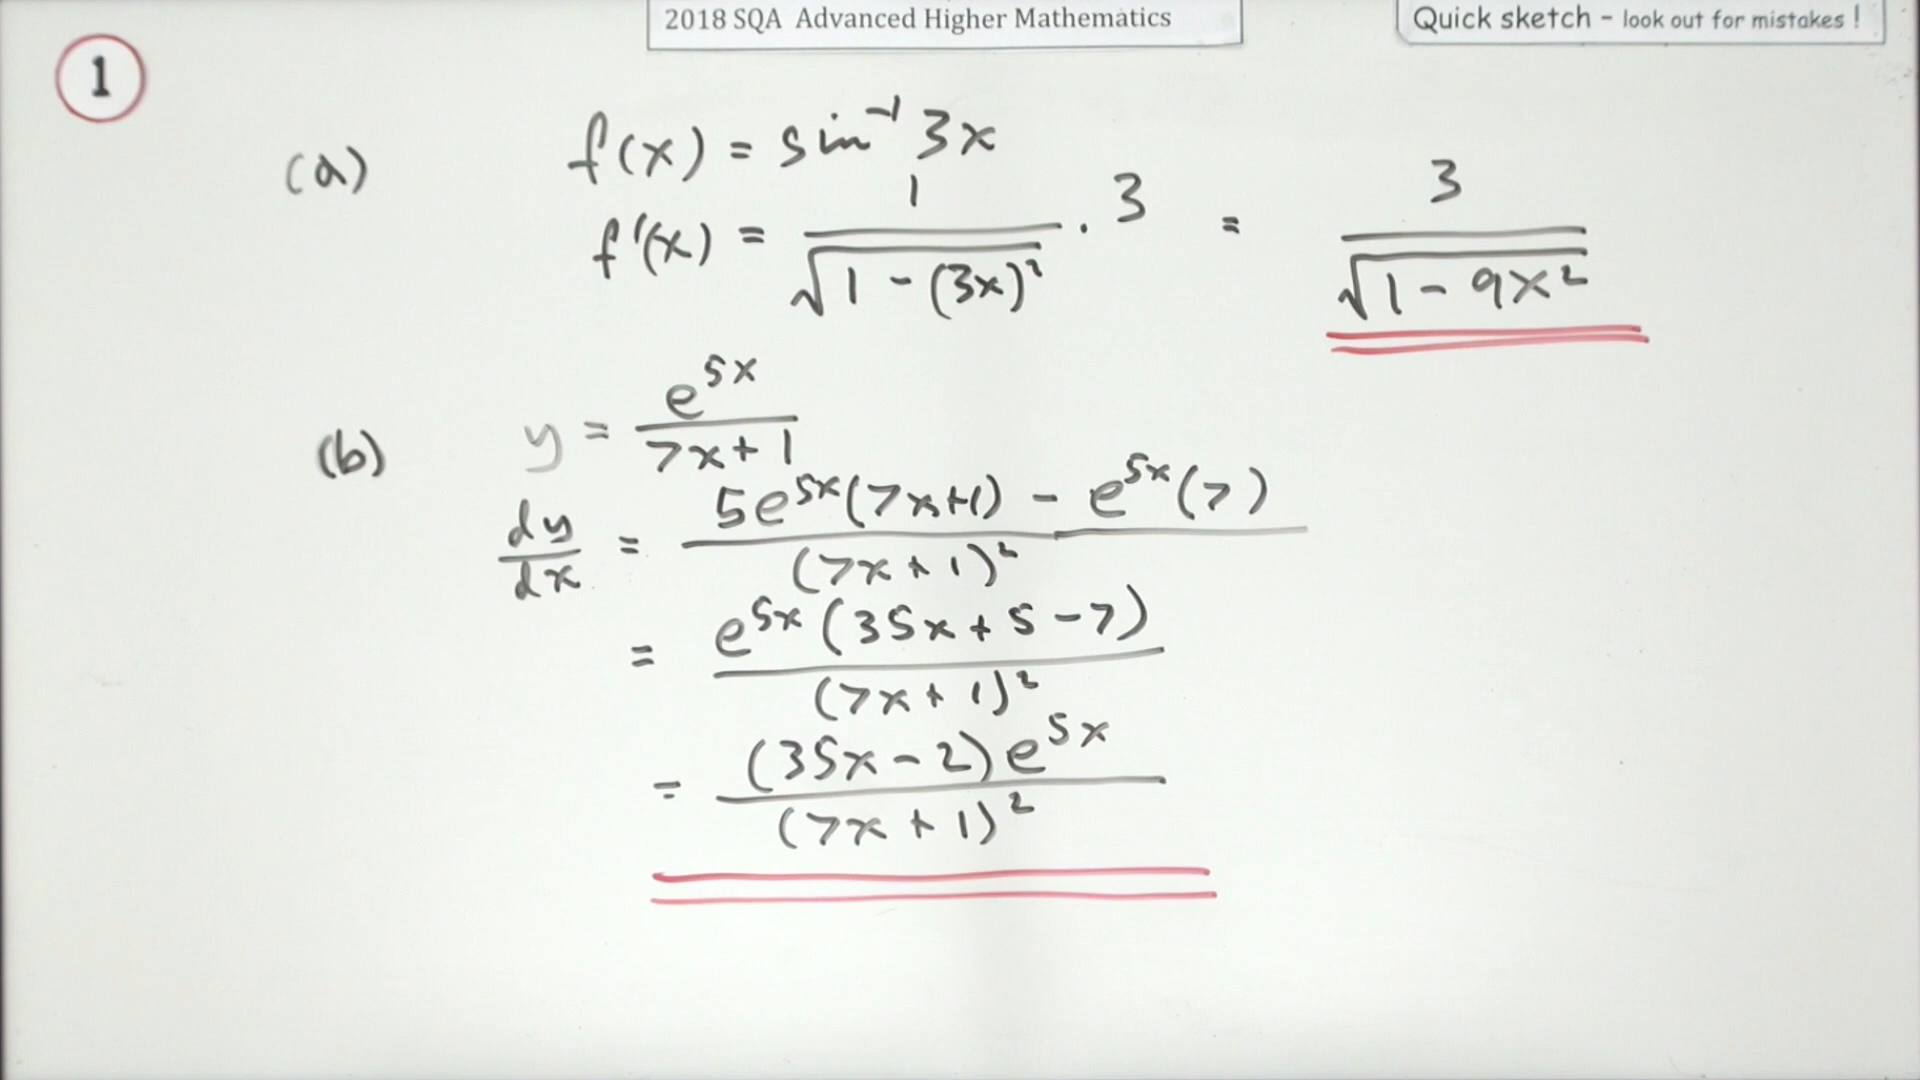 2018 SQA Advanced Higher Mathematics
Quick sketch - look out for mistakes !
1
(a) f(x) = sin⁻¹ 3x
f'(x) = 1/√(1 - (3x)²) . 3 = 3/√(1 - 9x²)
(b) y = e^(5x)/(7x + 1)
dy/dx = (5e^(5x)(7x+1) - e^(5x)(7))/(7x + 1)²
= e^(5x)(35x + 5 - 7)/(7x + 1)²
= (35x - 2)e^(5x)/(7x + 1)²